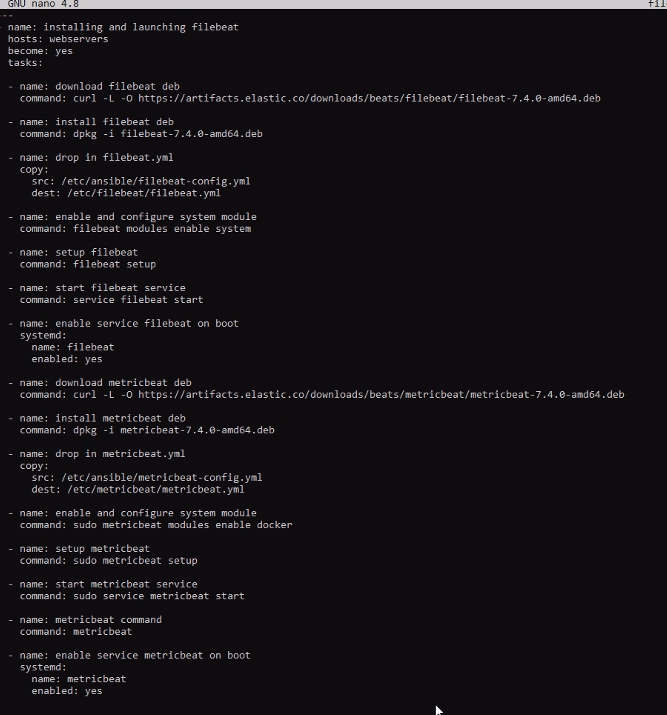 GNU nano 4.8
---
name: installing and launching filebeat
hosts: webservers
become: yes
tasks:
- name: download filebeat deb
command: curl -L -O https://artifacts.elastic.co/downloads/beats/filebeat/filebeat-7.4.0-amd64.deb
- name: install filebeat deb
command: dpkg -i filebeat-7.4.0-amd64.deb
- name: drop in filebeat.yml
copy:
src: /etc/ansible/filebeat-config.yml
dest: /etc/filebeat/filebeat.yml
- name: enable and configure system module
command: filebeat modules enable system
- name: setup filebeat
command: filebeat setup
- name: start filebeat service
command: service filebeat start
- name: enable service filebeat on boot
systemd:
name: filebeat
enabled: yes
- name: download metricbeat deb
command: curl -L -O https://artifacts.elastic.co/downloads/beats/metricbeat/metricbeat-7.4.0-amd64.deb
- name: install metricbeat deb
command: dpkg -i metricbeat-7.4.0-amd64.deb
- name: drop in metricbeat.yml
copy:
src: /etc/ansible/metricbeat-config.yml
dest: /etc/metricbeat/metricbeat.yml
- name: enable and configure system module
command: sudo metricbeat modules enable docker
- name: setup metricbeat
command: sudo metricbeat setup
- name: start metricbeat service
command: sudo service metricbeat start
- name: metricbeat command
command: metricbeat
- name: enable service metricbeat on boot
systemd:
name: metricbeat
enabled: yes